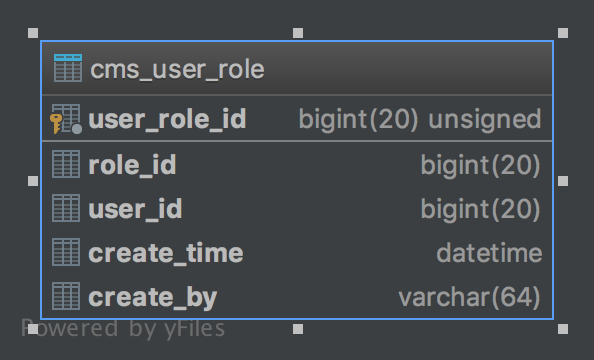 cms_user_role
user_role_id bigint(20) unsigned
role_id bigint(20)
user_id bigint(20)
create_time datetime
create_by varchar(64)
Powered by yFiles